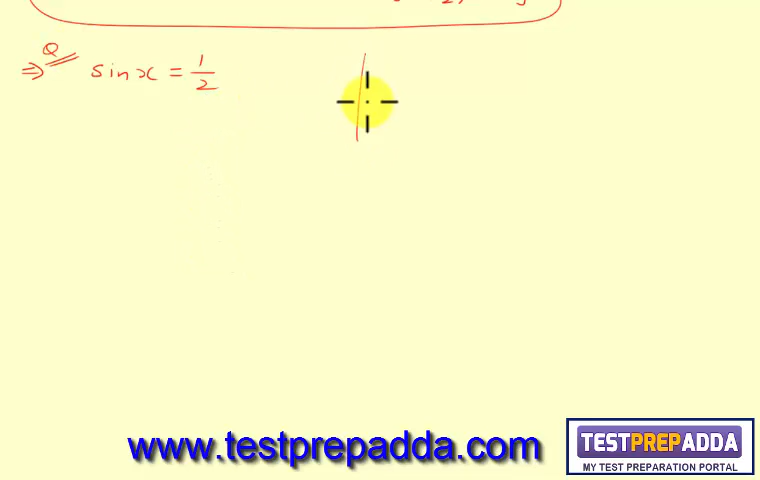 ⇒ Q sin x = 1/2
www.testprepadda.com
TESTPREPADDA
MY TEST PREPARATION PORTAL